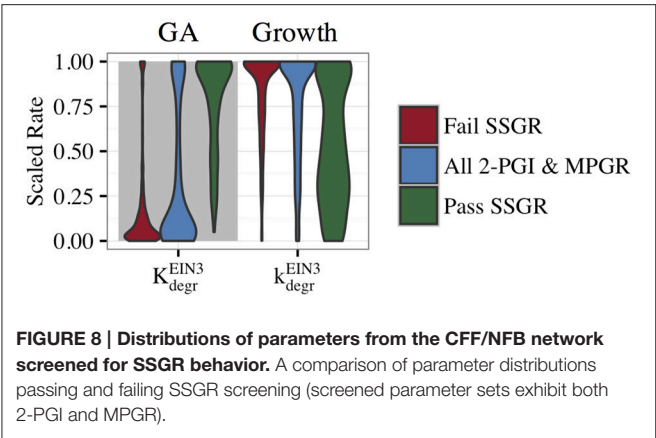 GA Growth
1.00
0.75
0.50
0.25
0.00
Scaled Rate
K^EIN3_degr k^EIN3_degr
Fail SSGR
All 2-PGI & MPGR
Pass SSGR
FIGURE 8 | Distributions of parameters from the CFF/NFB network
screened for SSGR behavior. A comparison of parameter distributions
passing and failing SSGR screening (screened parameter sets exhibit both
2-PGI and MPGR).